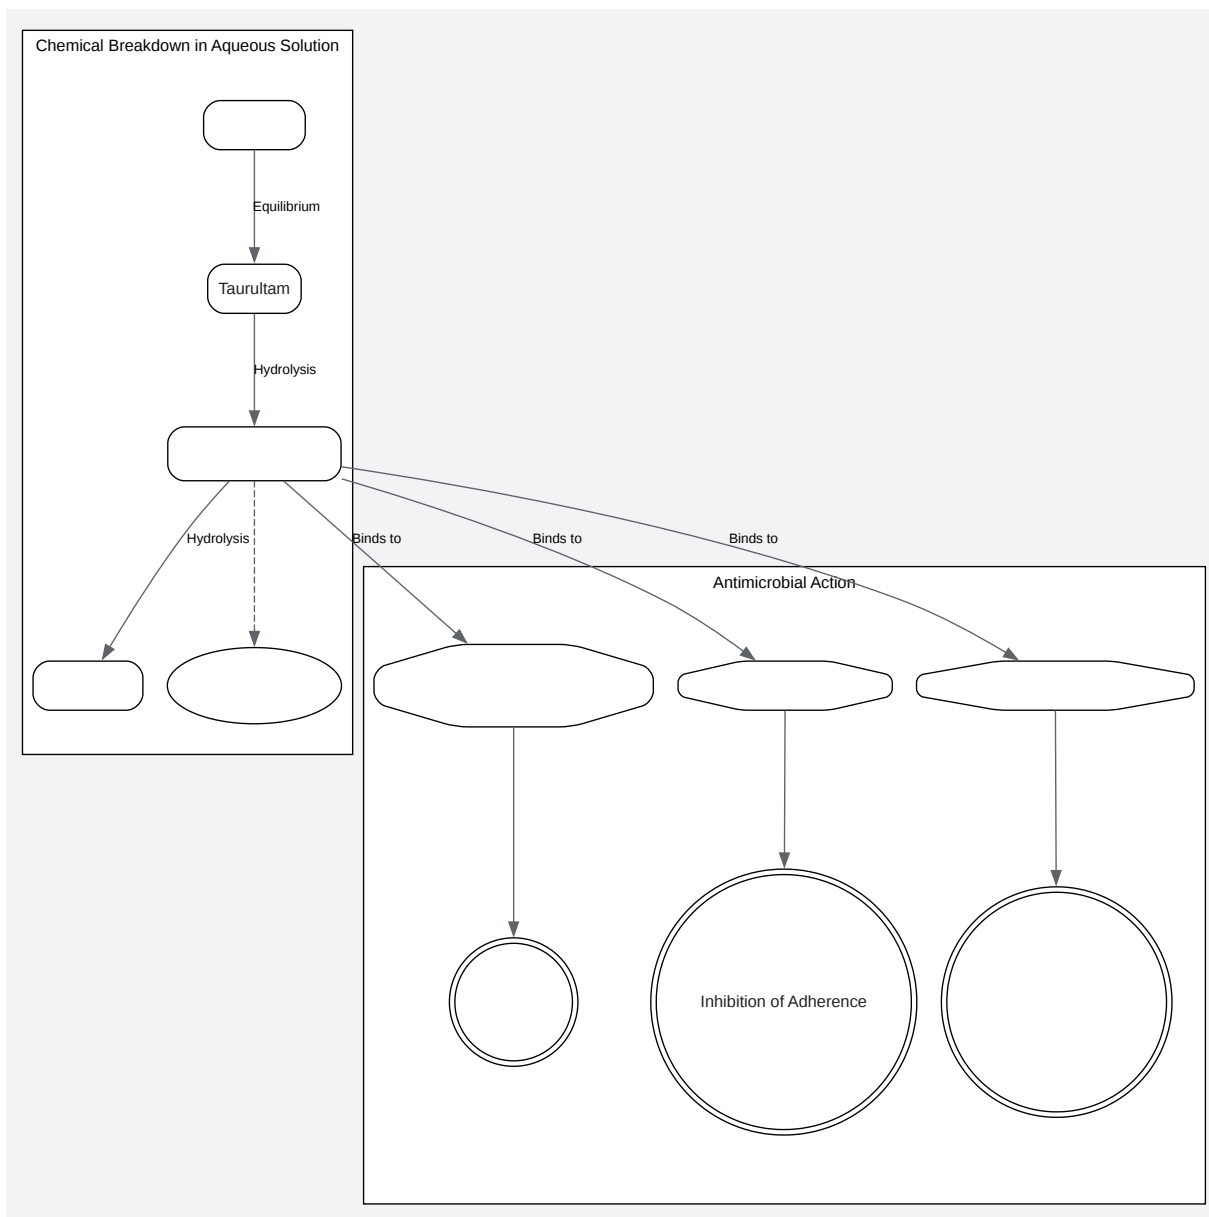 Chemical Breakdown in Aqueous Solution
Equilibrium
Taurultam
Hydrolysis
Hydrolysis
Binds to
Binds to
Binds to
Antimicrobial Action
Inhibition of Adherence